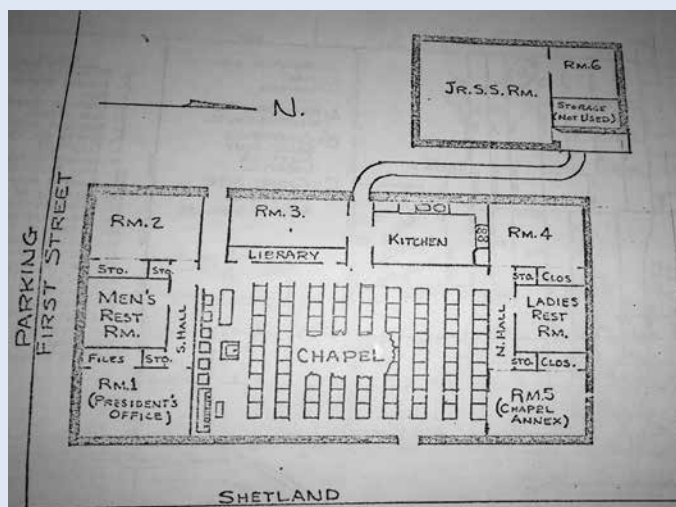 JR. S. S. RM.
RM. 6
STORAGE
(NOT USED)
N.
PARKING
FIRST STREET
RM. 2
RM. 3.
LIBRARY
KITCHEN
RM. 4
STO.
STO.
STO.
CLOS
MEN'S
REST
RM.
S. HALL
CHAPEL
N. HALL
LADIES
REST
RM.
FILES
STO.
STO.
CLOS.
RM. 1
(PRESIDENT'S
OFFICE)
RM. 5
(CHAPEL
ANNEX)
SHETLAND